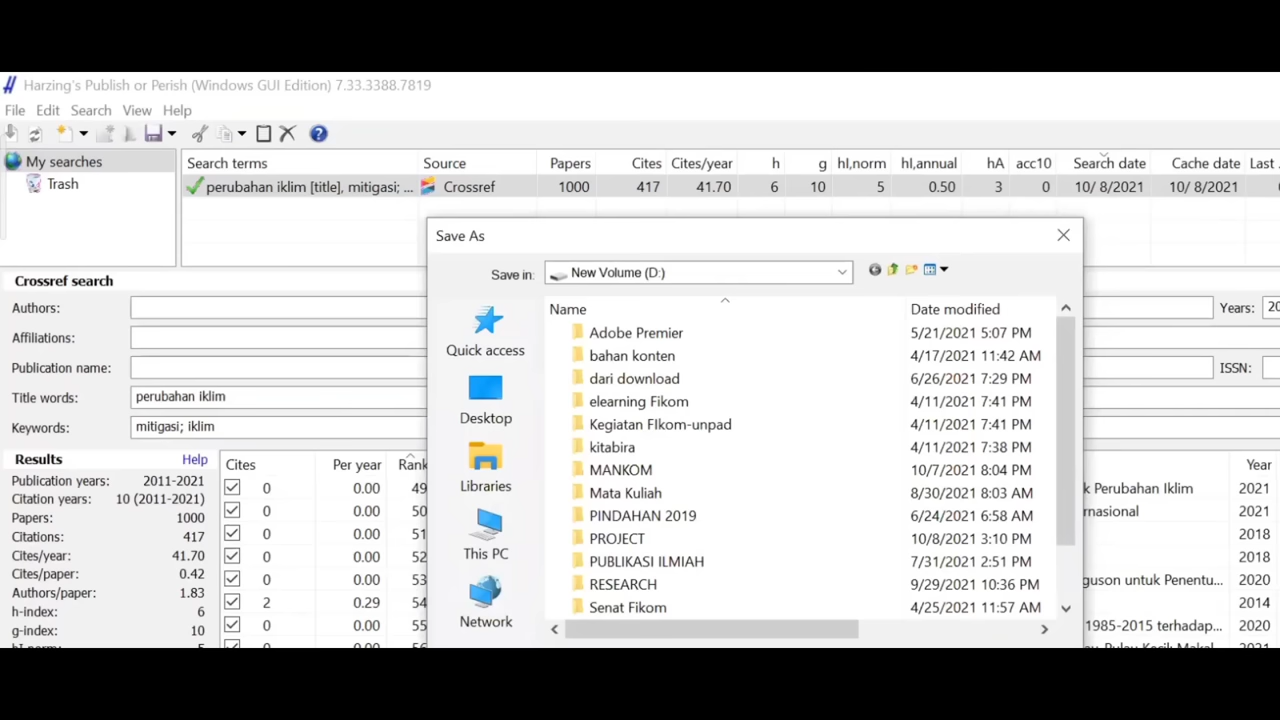 Harzing's Publish or Perish (Windows GUI Edition) 7.33.3388.7819
File Edit Search View Help
My searches
Trash
Search terms Source Papers Cites Cites/year h g hI,norm hI,annual hA acc10 Search date Cache date Last
perubahan iklim [title], mitigasi; ... Crossref 1000 417 41.70 6 10 5 0.50 3 0 10/ 8/2021 10/ 8/2021
Crossref search
Authors:
Years: 20
Affiliations:
Publication name:
ISSN:
Title words: perubahan iklim
Keywords: mitigasi; iklim
Results Help
Publication years: 2011-2021
Citation years: 10 (2011-2021)
Papers: 1000
Citations: 417
Cites/year: 41.70
Cites/paper: 0.42
Authors/paper: 1.83
h-index: 6
g-index: 10
hI,norm: 5
Cites Per year Rank
0 0.00 49
0 0.00 50
0 0.00 51
0 0.00 52
0 0.00 53
2 0.29 54
0 0.00 55
Save As
Save in: New Volume (D:)
Quick access
Desktop
Libraries
This PC
Network
Name Date modified
Adobe Premier 5/21/2021 5:07 PM
bahan konten 4/17/2021 11:42 AM
dari download 6/26/2021 7:29 PM
elearning Fikom 4/11/2021 7:41 PM
Kegiatan FIkom-unpad 4/11/2021 7:41 PM
kitabira 4/11/2021 7:38 PM
MANKOM 10/7/2021 8:04 PM
Mata Kuliah 8/30/2021 8:03 AM
PINDAHAN 2019 6/24/2021 6:58 AM
PROJECT 10/8/2021 3:10 PM
PUBLIKASI ILMIAH 7/31/2021 2:51 PM
RESEARCH 9/29/2021 10:36 PM
Senat Fikom 4/25/2021 11:57 AM
Year
k Perubahan Iklim 2021
rnasional 2021
2018
2018
guson untuk Penentu... 2020
2014
1985-2015 terhadap... 2020
Pulau Kecik Makal 2021